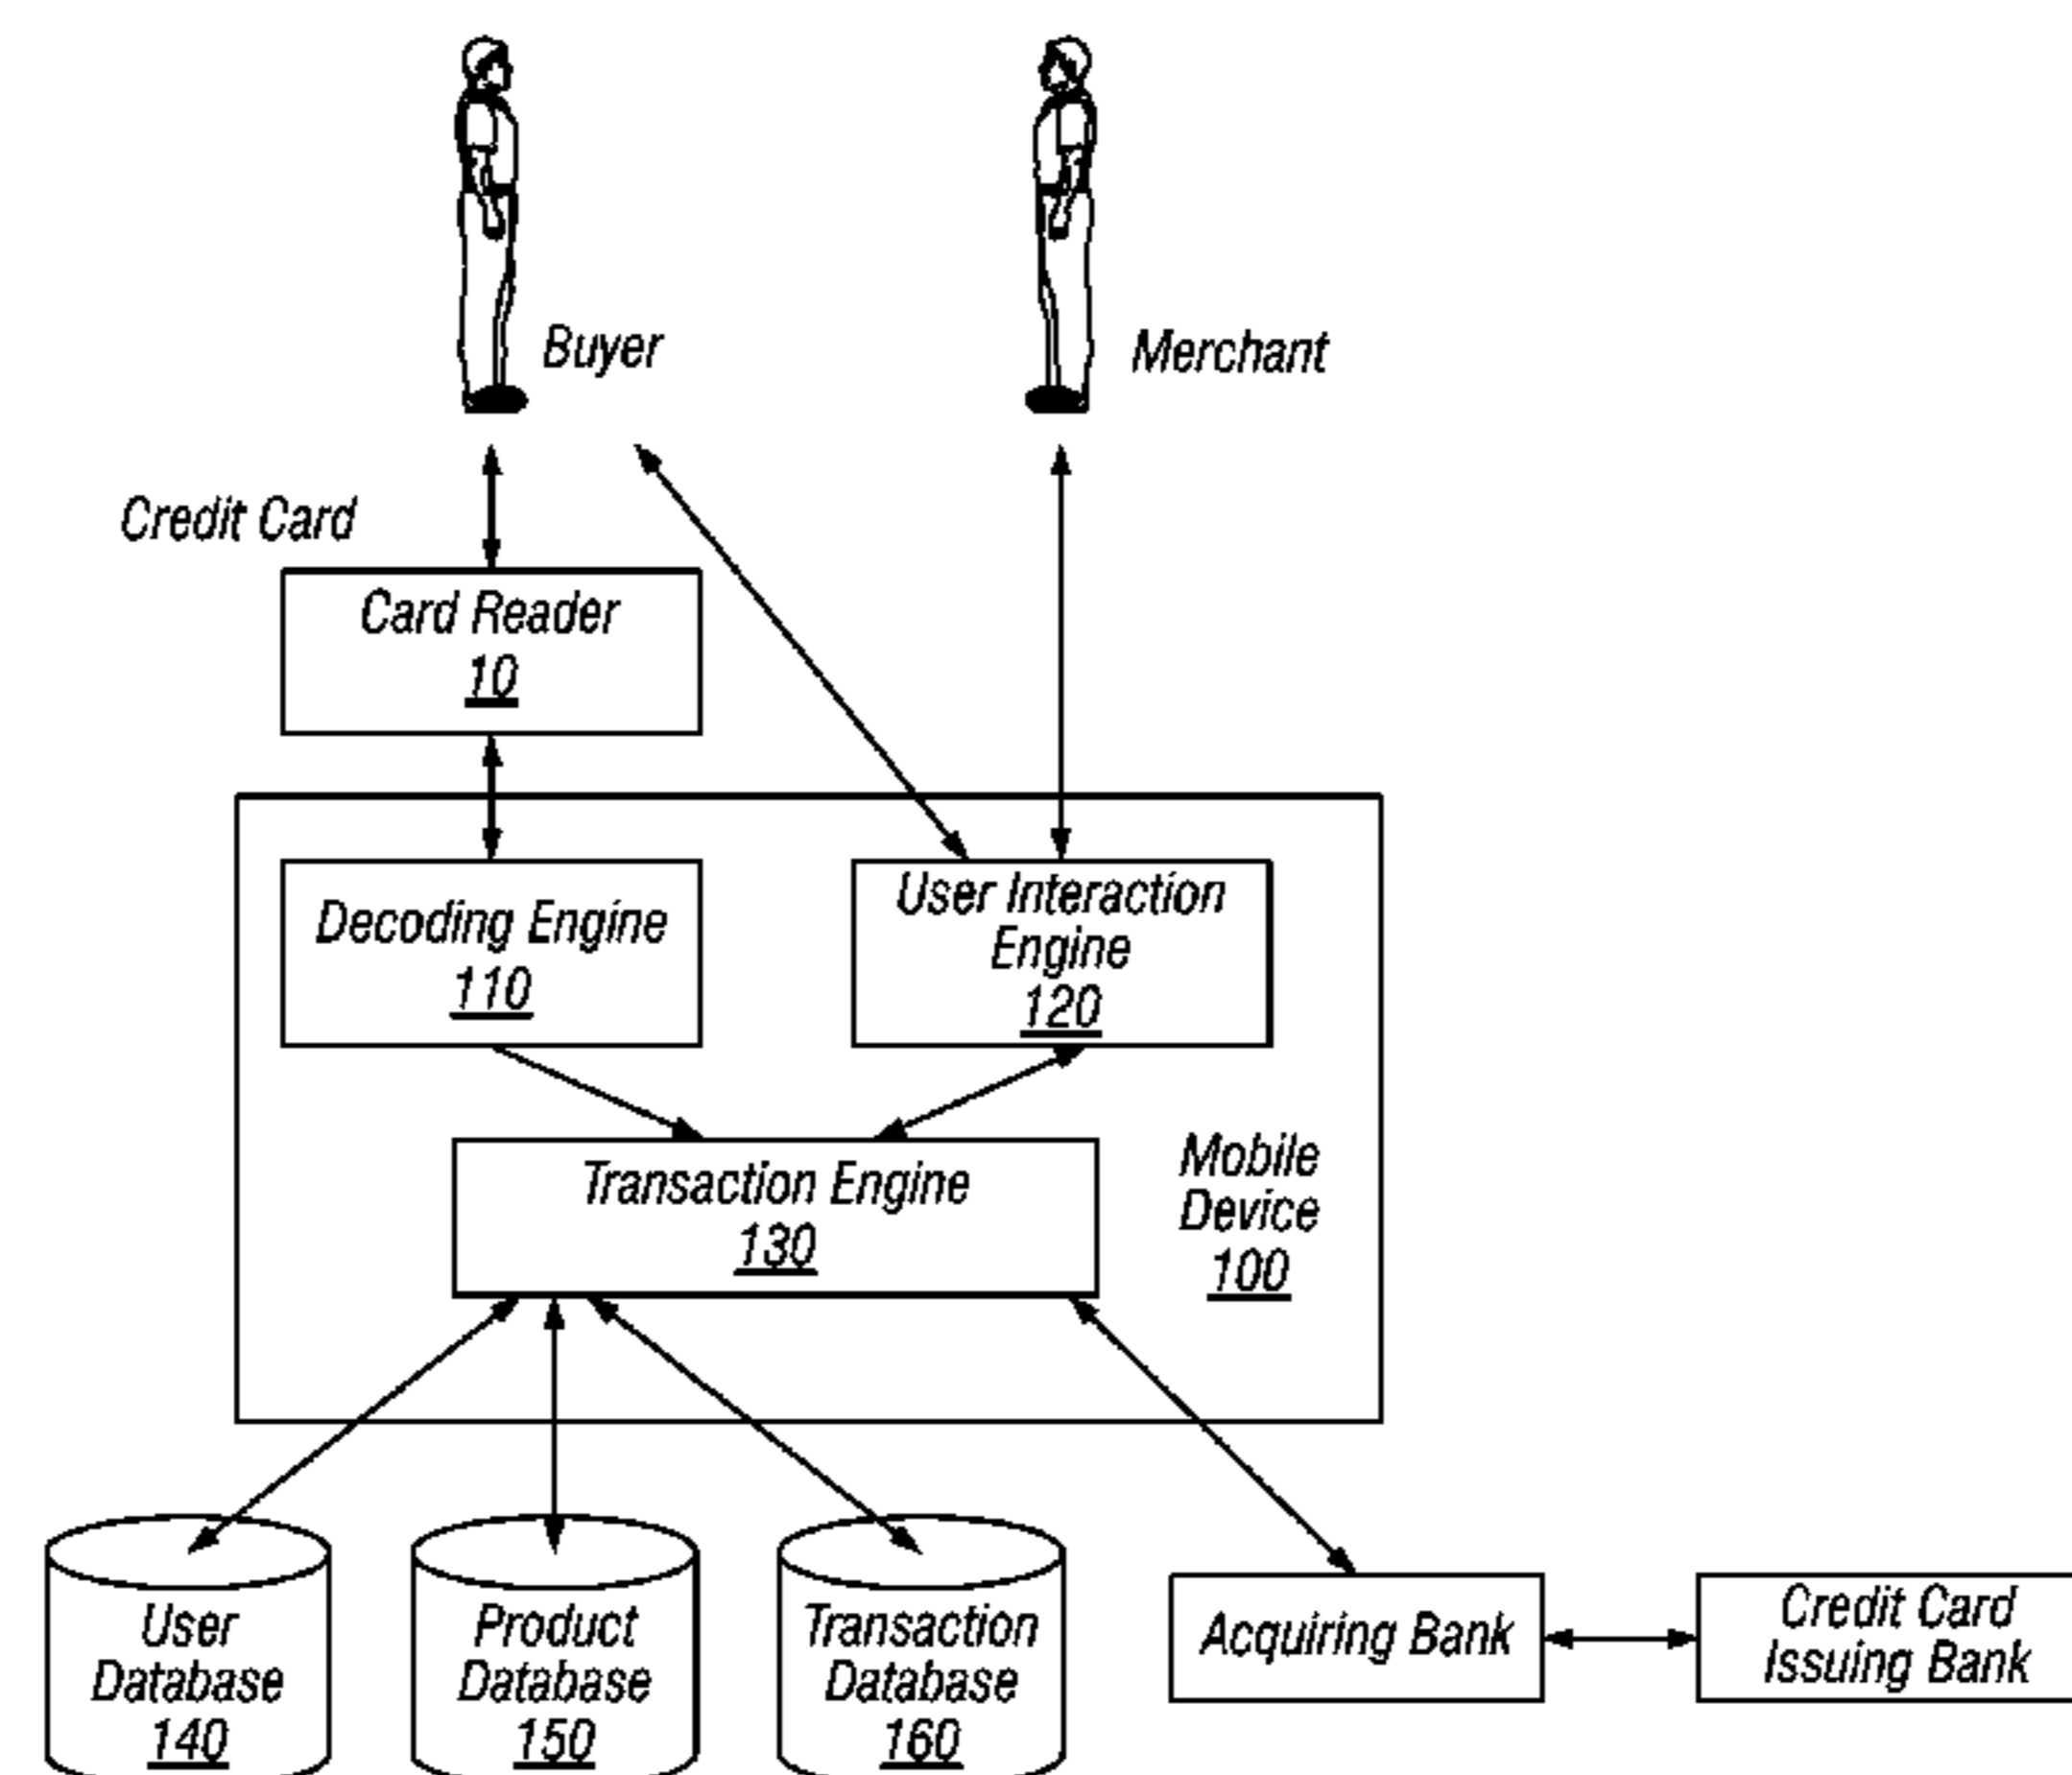 Buyer
Merchant
Credit Card
Card Reader
10
Decoding Engine
110
User Interaction
Engine
120
Transaction Engine
130
Mobile
Device
100
User
Database
140
Product
Database
150
Transaction
Database
160
Acquiring Bank
Credit Card
Issuing Bank